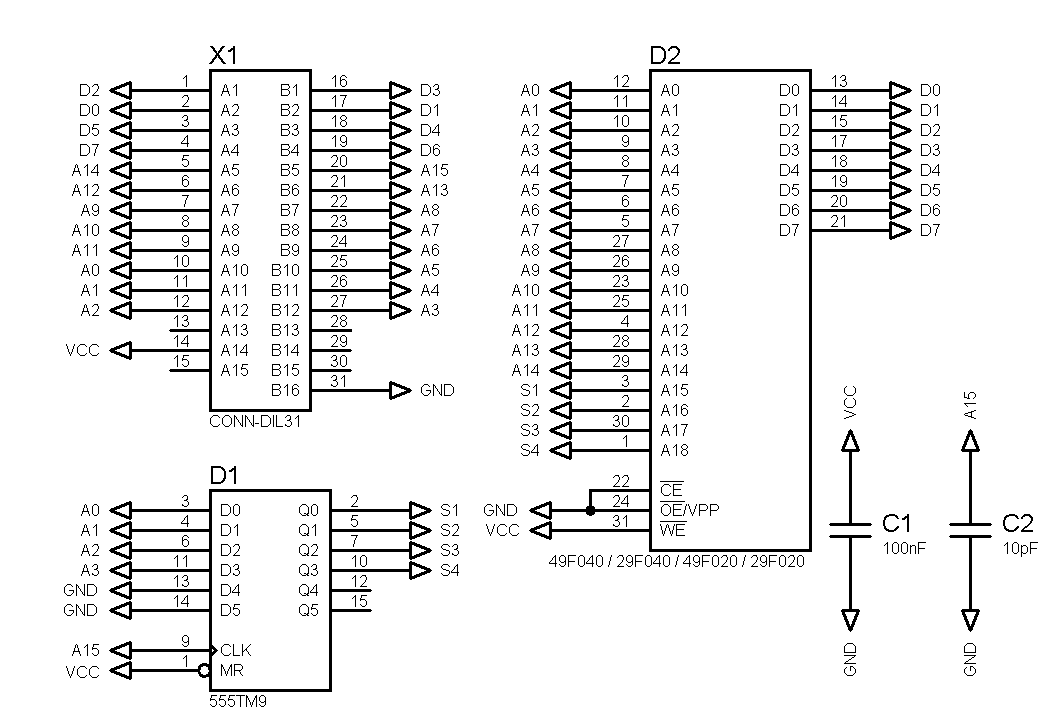 X1
D2 1 A1 B1 16 D3
D0 2 A2 B2 17 D1
D5 3 A3 B3 18 D4
D7 4 A4 B4 19 D6
A14 5 A5 B5 20 A15
A12 6 A6 B6 21 A13
A9 7 A7 B7 22 A8
A10 8 A8 B8 23 A7
A11 9 A9 B9 24 A6
A0 10 A10 B10 25 A5
A1 11 A11 B11 26 A4
A2 12 A12 B12 27 A3
13 A13 B13 28
VCC 14 A14 B14 29
15 A15 B15 30
B16 31 GND
CONN-DIL31
D2
A0 12 A0 D0 13 D0
A1 11 A1 D1 14 D1
A2 10 A2 D2 15 D2
A3 9 A3 D3 17 D3
A4 8 A4 D4 18 D4
A5 7 A5 D5 19 D5
A6 6 A6 D6 20 D6
A7 5 A7 D7 21 D7
A8 27 A8
A9 26 A9
A10 23 A10
A11 25 A11
A12 4 A12
A13 28 A13
A14 29 A14
S1 3 A15
S2 2 A16
S3 30 A17
S4 1 A18
22 CE
GND 24 OE/VPP
VCC 31 WE
49F040 / 29F040 / 49F020 / 29F020
D1
A0 3 D0 Q0 2 S1
A1 4 D1 Q1 5 S2
A2 6 D2 Q2 7 S3
A3 11 D3 Q3 10 S4
GND 13 D4 Q4 12
GND 14 D5 Q5 15
A15 9 CLK
VCC 1 MR
555TM9
VCC
C1
100nF
GND
A15
C2
10pF
GND